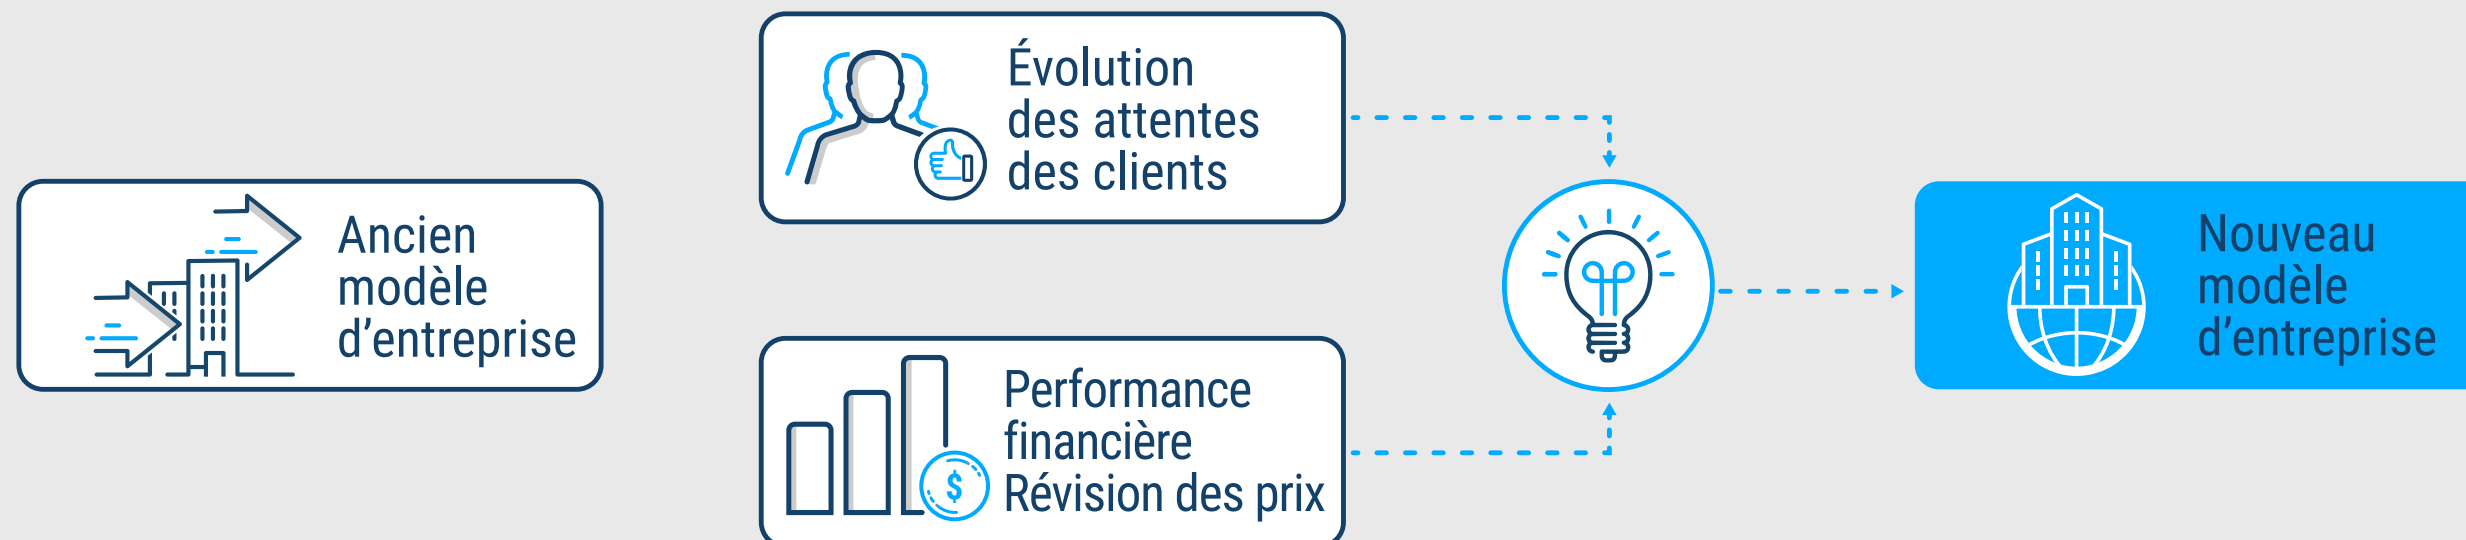 Ancien
modèle
d’entreprise
Évolution
des attentes
des clients
Performance
financière
Révision des prix
$
Nouveau
modèle
d’entreprise